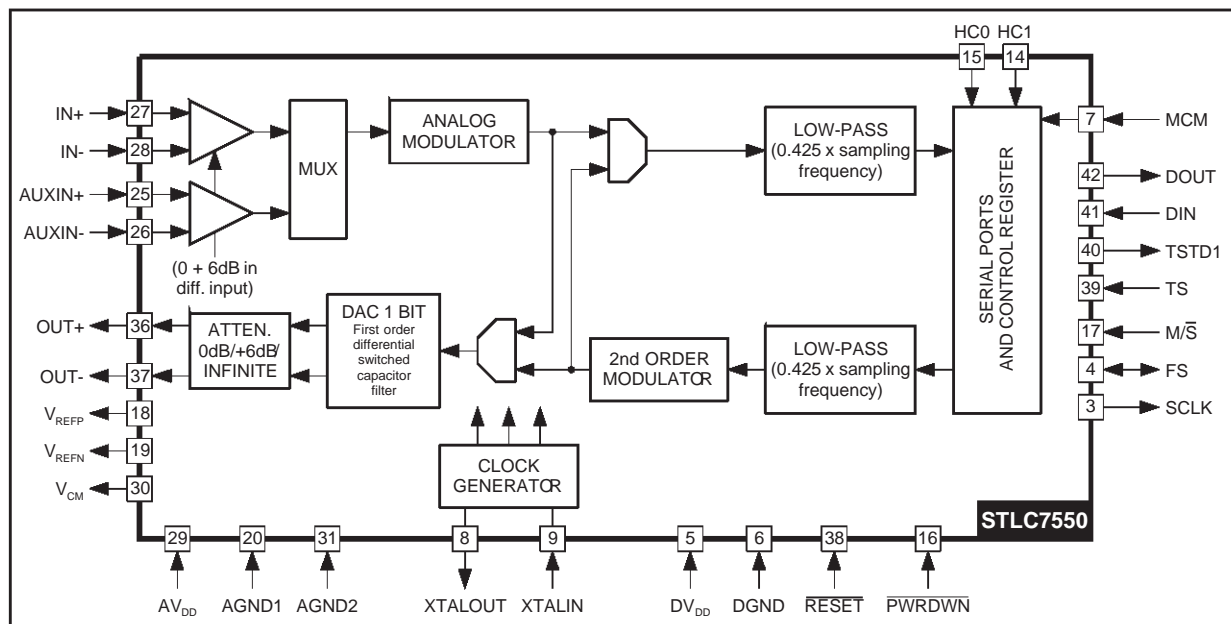 HC0 HC1
15 14
IN+ 27
IN- 28
AUXIN+ 25
AUXIN- 26
(0 + 6dB in
diff. input)
MUX
ANALOG
MODULATOR
LOW-PASS
(0.425 x sampling
frequency)
SERIAL PORTS
AND CONTROL REGISTER
7 MCM
42 DOUT
41 DIN
40 TSTD1
39 TS
17 M/S̅
4 FS
3 SCLK
OUT+ 36
OUT- 37
VREFP 18
VREFN 19
VCM 30
ATTEN.
0dB/+6dB/
INFINITE
DAC 1 BIT
First order
differential
switched
capacitor
filter
2nd ORDER
MODULATOR
LOW-PASS
(0.425 x sampling
frequency)
CLOCK
GENERATOR
STLC7550
29 20 31 8 9 5 6 38 16
AVDD AGND1 AGND2 XTALOUT XTALIN DVDD DGND R̅E̅S̅E̅T̅ P̅W̅R̅D̅W̅N̅